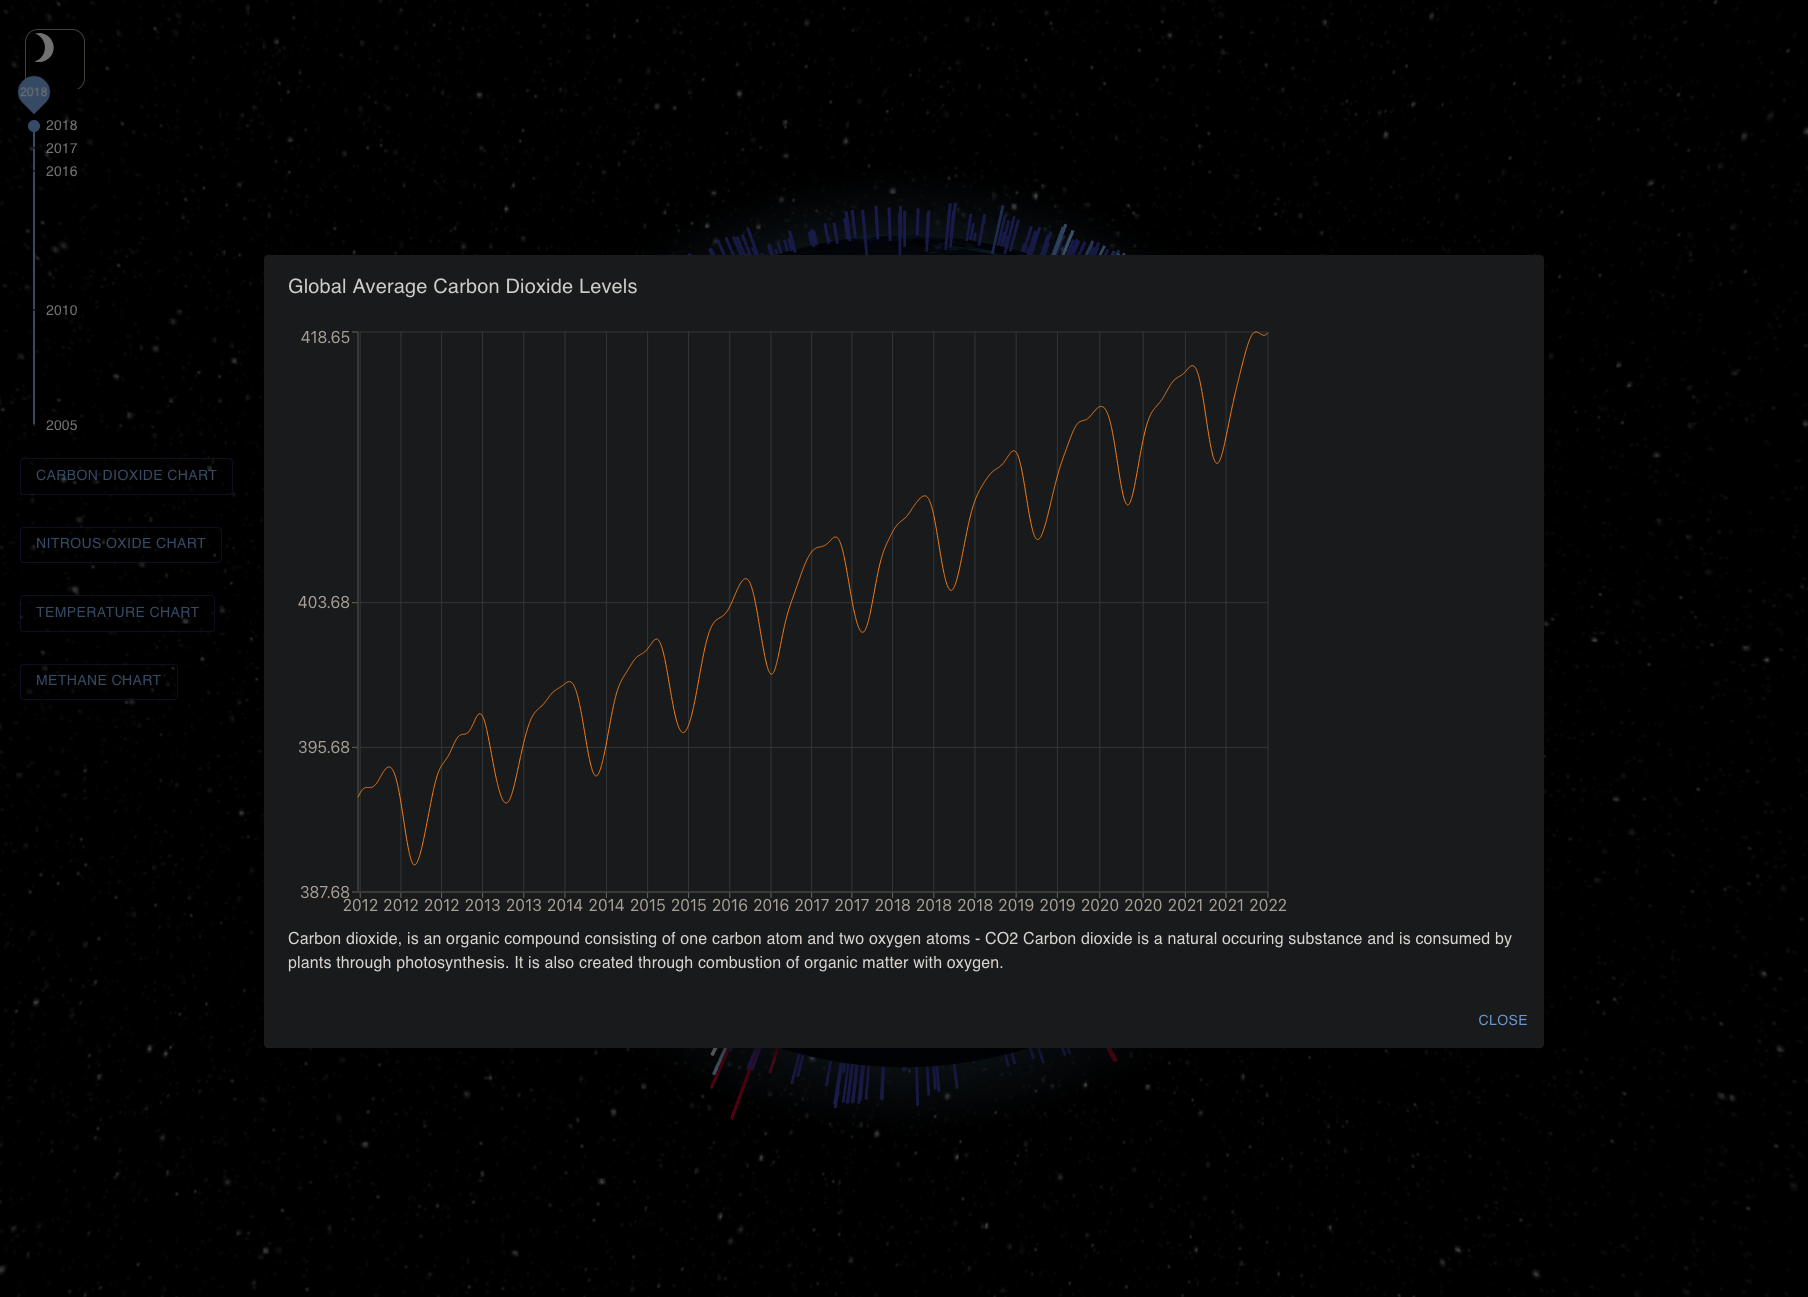 2018
2018
2017
2016
2010
2005
CARBON DIOXIDE CHART
NITROUS OXIDE CHART
TEMPERATURE CHART
METHANE CHART
Global Average Carbon Dioxide Levels
418.65
403.68
395.68
387.68
2012 2012 2012 2013 2013 2014 2014 2015 2015 2016 2016 2017 2017 2018 2018 2018 2019 2019 2020 2020 2021 2021 2022
Carbon dioxide, is an organic compound consisting of one carbon atom and two oxygen atoms - CO2 Carbon dioxide is a natural occuring substance and is consumed by
plants through photosynthesis. It is also created through combustion of organic matter with oxygen.
CLOSE